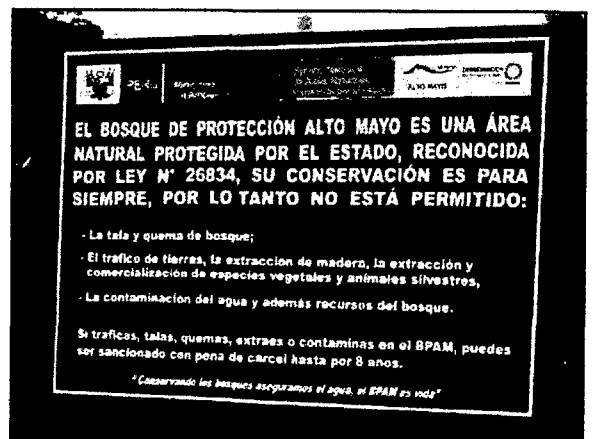 PERÚ
ALTO MAYO
EL BOSQUE DE PROTECCIÓN ALTO MAYO ES UNA ÁREA
NATURAL PROTEGIDA POR EL ESTADO, RECONOCIDA
POR LEY N° 26834, SU CONSERVACIÓN ES PARA
SIEMPRE, POR LO TANTO NO ESTÁ PERMITIDO:
- La tala y quema de bosque;
- El trafico de tierras, la extraccion de madera, la extracción y
comercialización de especies vegetales y animales silvestres,
- La contaminación del agua y además recursos del bosque.
Si traficas, talas, quemas, extraes o contaminas en el BPAM, puedes
ser sancionado con pena de carcel hasta por 8 anos.
"Conservando los bosques aseguramos el agua, el BPAM es vida"